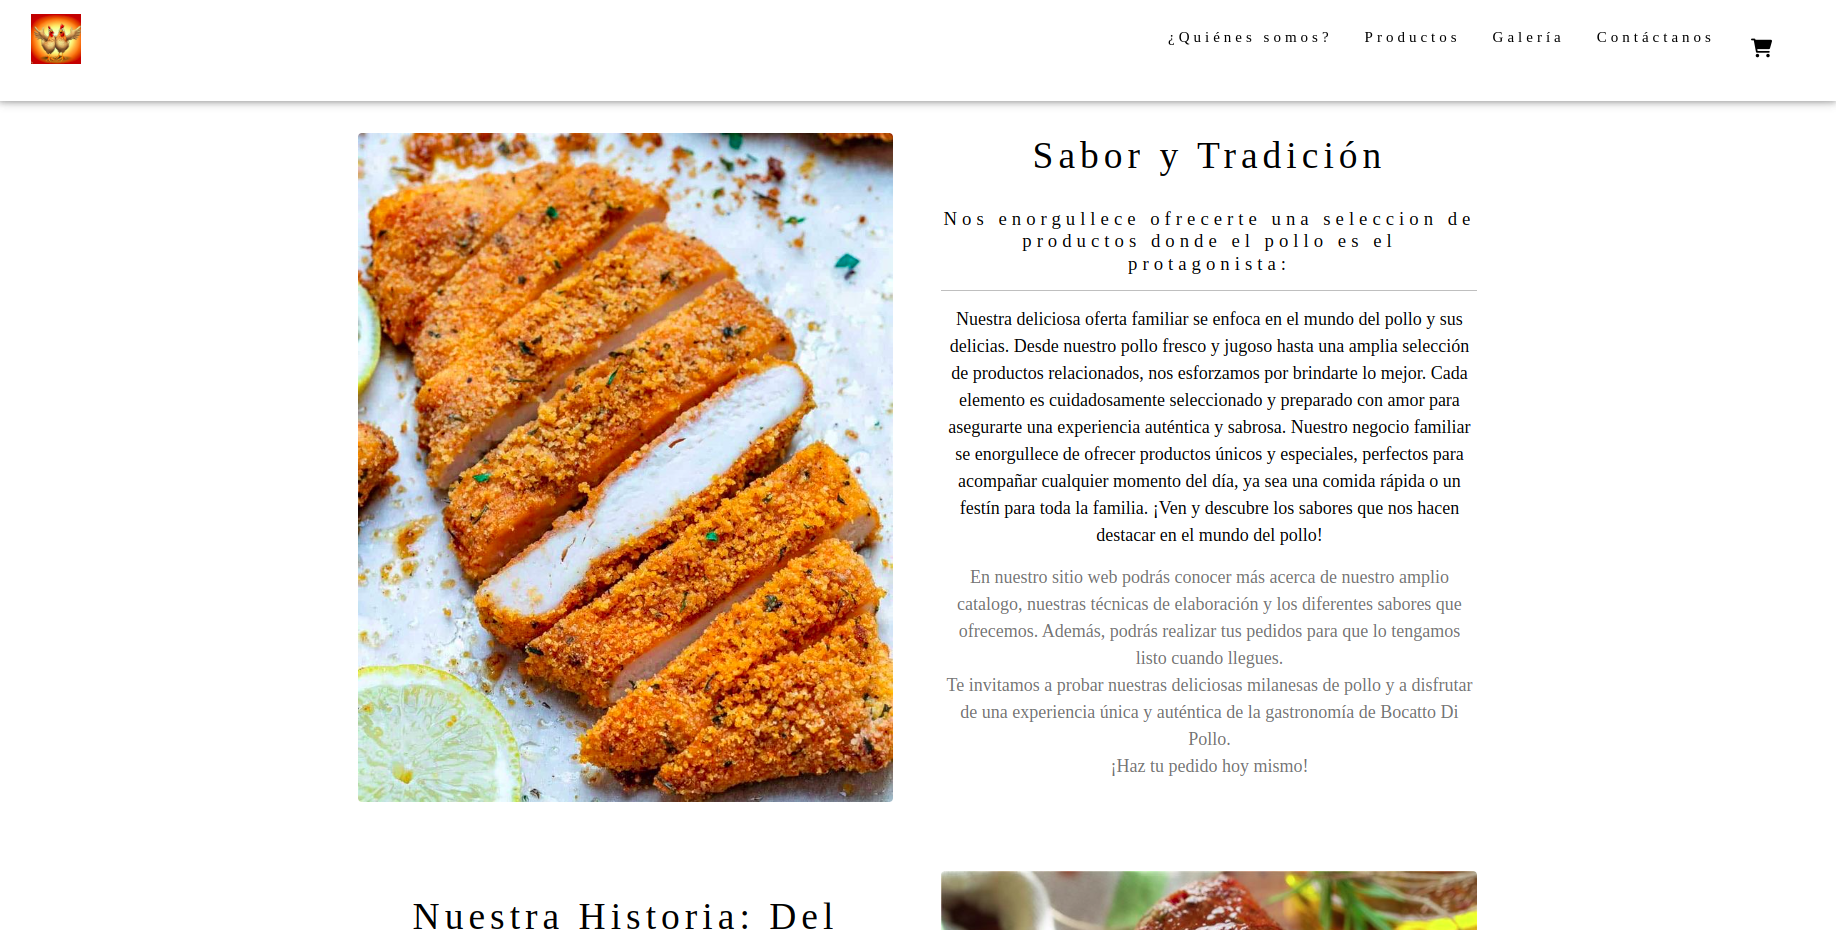 ¿Quiénes somos? Productos Galería Contáctanos
Sabor y Tradición
Nos enorgullece ofrecerte una seleccion de
productos donde el pollo es el
protagonista:
Nuestra deliciosa oferta familiar se enfoca en el mundo del pollo y sus
delicias. Desde nuestro pollo fresco y jugoso hasta una amplia selección
de productos relacionados, nos esforzamos por brindarte lo mejor. Cada
elemento es cuidadosamente seleccionado y preparado con amor para
asegurarte una experiencia auténtica y sabrosa. Nuestro negocio familiar
se enorgullece de ofrecer productos únicos y especiales, perfectos para
acompañar cualquier momento del día, ya sea una comida rápida o un
festín para toda la familia. ¡Ven y descubre los sabores que nos hacen
destacar en el mundo del pollo!
En nuestro sitio web podrás conocer más acerca de nuestro amplio
catalogo, nuestras técnicas de elaboración y los diferentes sabores que
ofrecemos. Además, podrás realizar tus pedidos para que lo tengamos
listo cuando llegues.
Te invitamos a probar nuestras deliciosas milanesas de pollo y a disfrutar
de una experiencia única y auténtica de la gastronomía de Bocatto Di
Pollo.
¡Haz tu pedido hoy mismo!
Nuestra Historia: Del